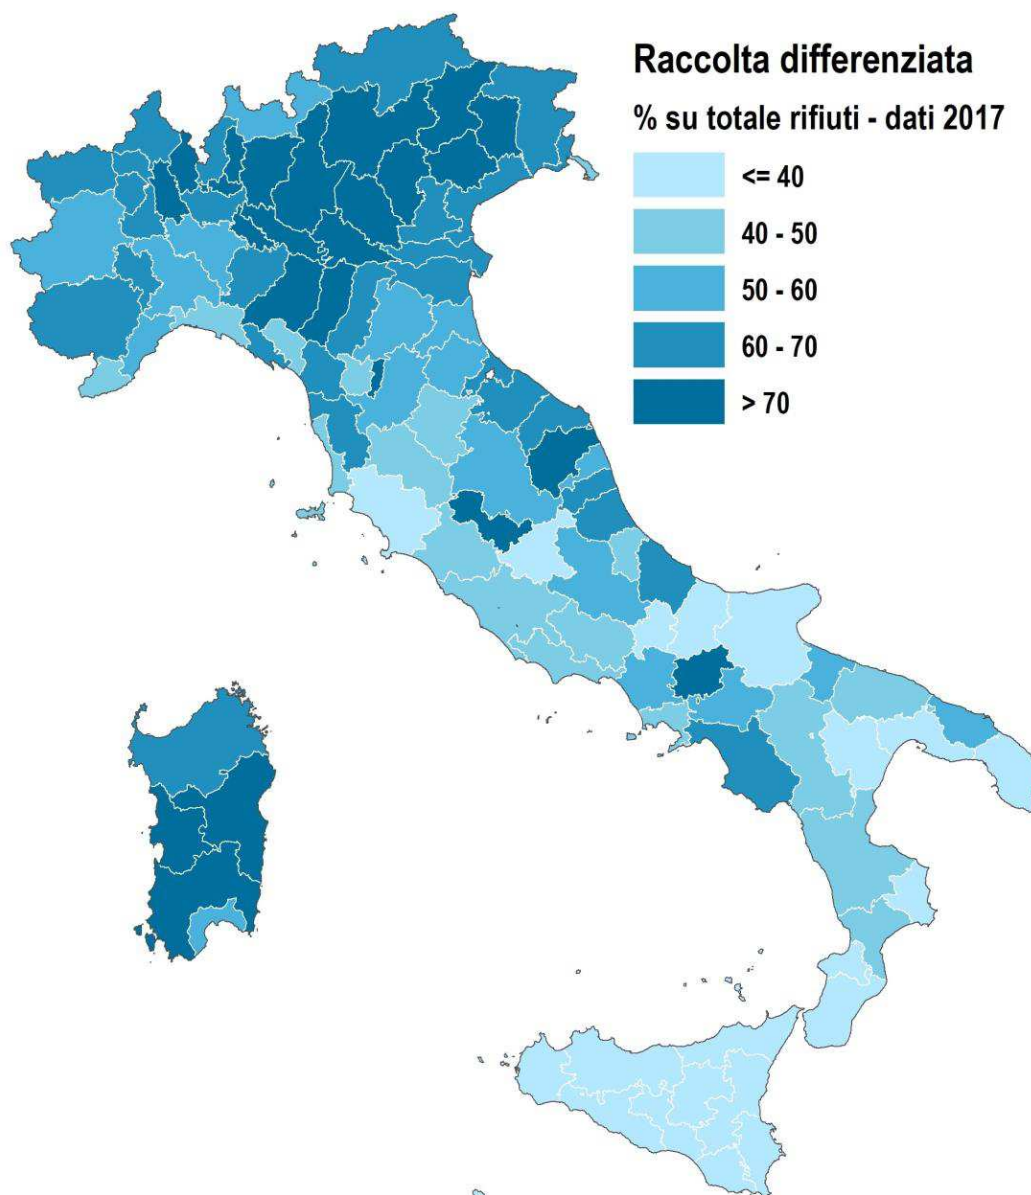 Raccolta differenziata
% su totale rifiuti - dati 2017
<= 40
40 - 50
50 - 60
60 - 70
> 70